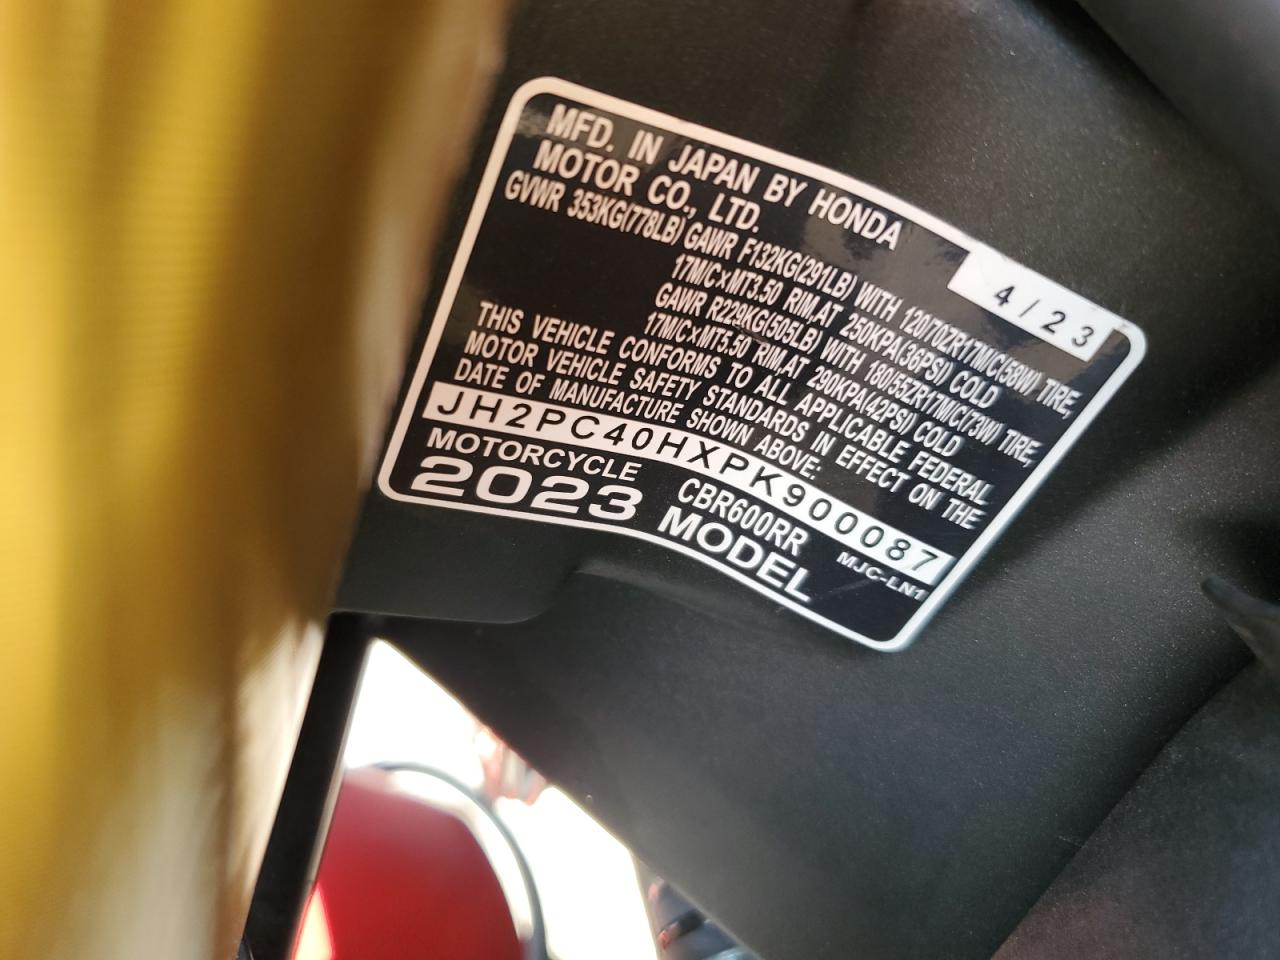 MFD. IN JAPAN BY HONDA
MOTOR CO., LTD.
4/23
GVWR 353KG(778LB) GAWR F132KG(291LB) WITH 120/70ZR17M/C(58W) TIRE,
17M/C×MT3.50 RIM,AT 250KPA(36PSI) COLD
GAWR R229KG(505LB) WITH 180/55ZR17M/C(73W) TIRE,
17M/C×MT5.50 RIM,AT 290KPA(42PSI) COLD
THIS VEHICLE CONFORMS TO ALL APPLICABLE FEDERAL
MOTOR VEHICLE SAFETY STANDARDS IN EFFECT ON THE
DATE OF MANUFACTURE SHOWN ABOVE:
JH2PC40HXPK900087
MOTORCYCLE CBR600RR MJC-LN1
2023 MODEL